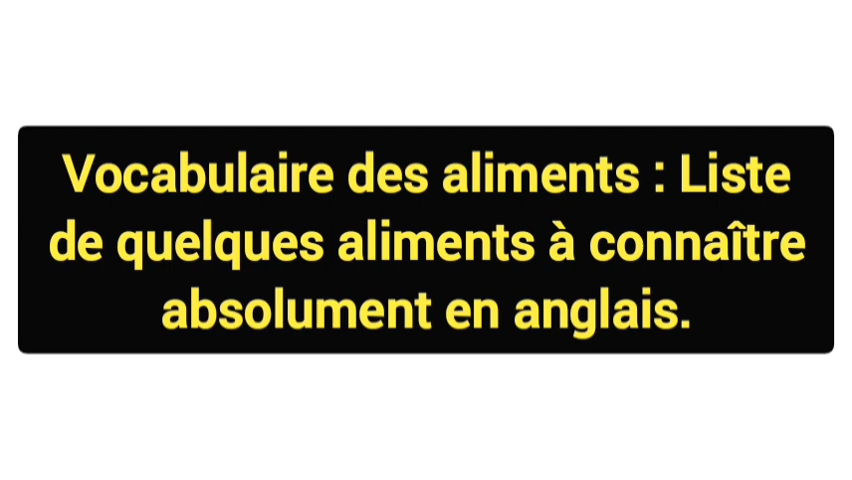 Vocabulaire des aliments : Liste
de quelques aliments à connaître
absolument en anglais.